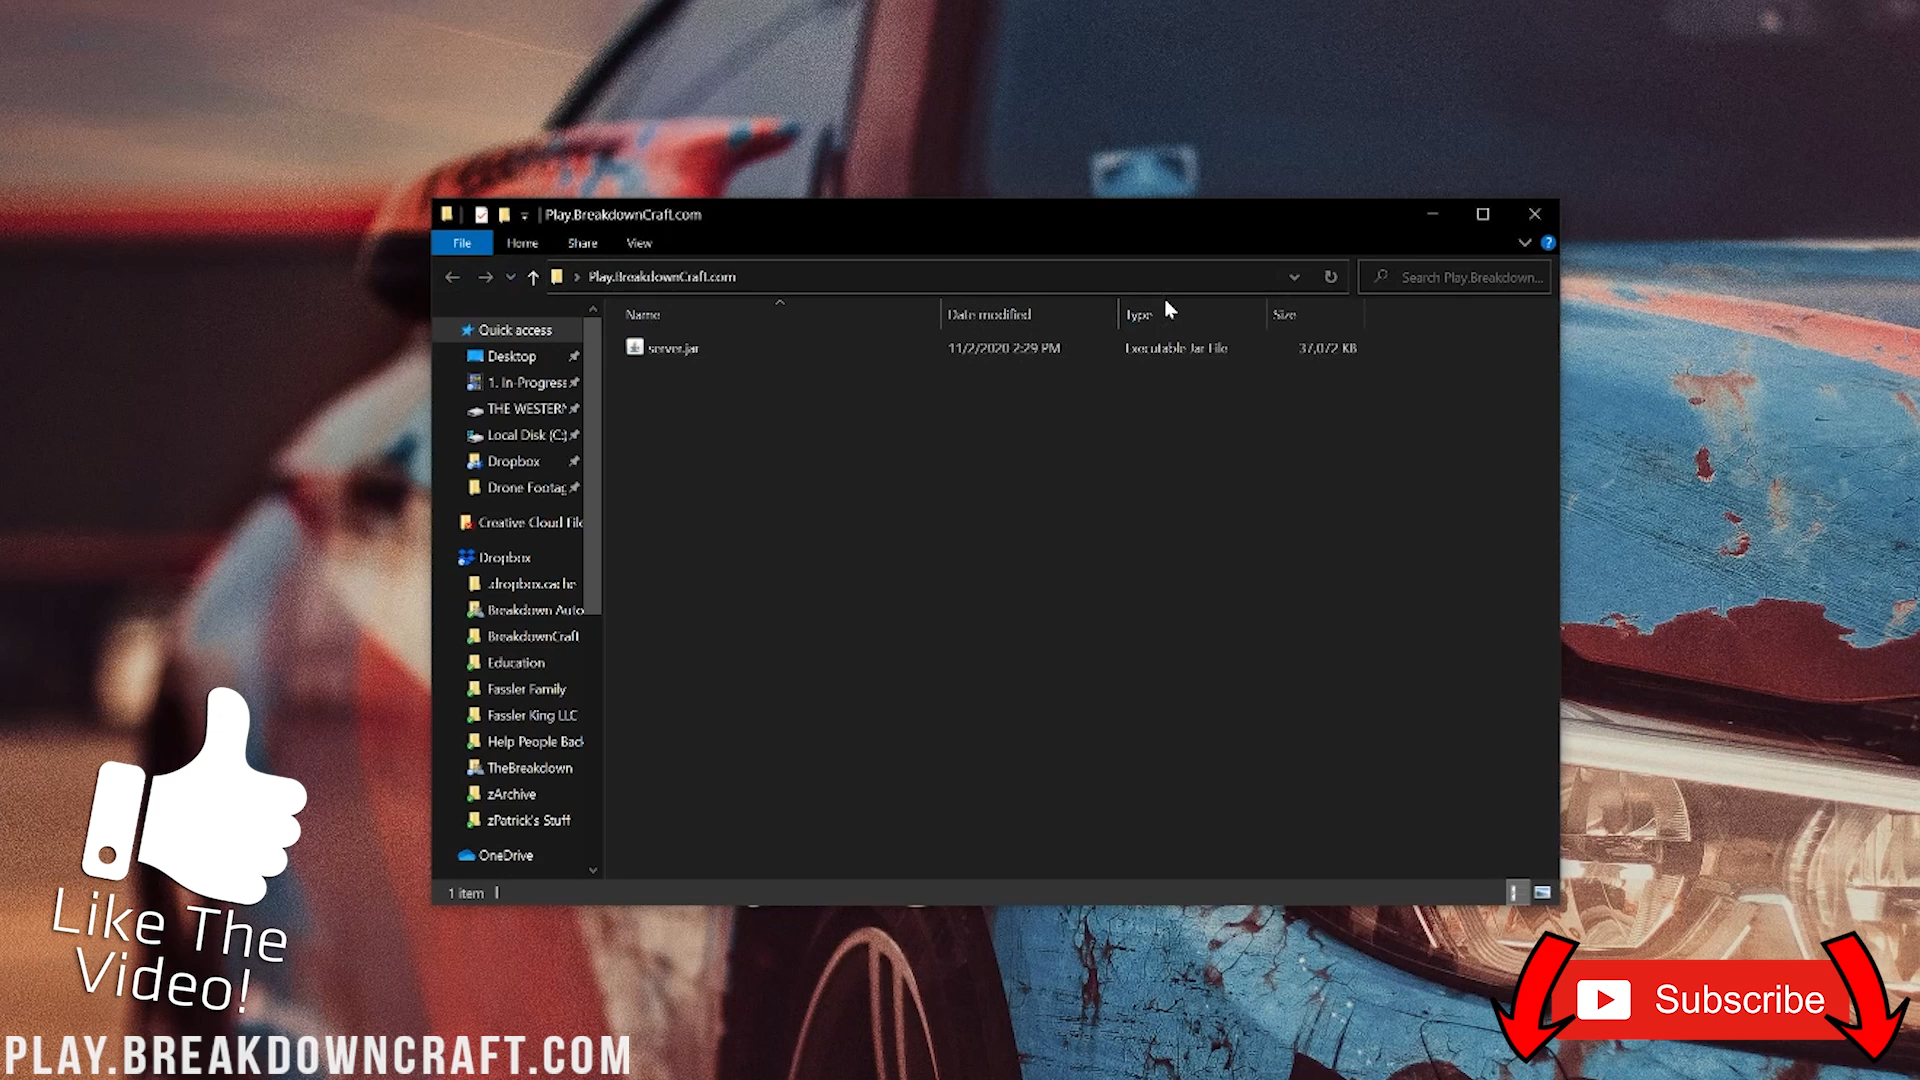 Play.BreakdownCraft.com
File Home Share View
Play.BreakdownCraft.com
Search Play.Breakdown...
Name Date modified Type Size
server.jar 11/2/2020 2:29 PM Executable Jar File 37,072 KB
Quick access
Desktop
1. In-Progress
THE WESTERN
Local Disk (C:)
Dropbox
Drone Footag
Creative Cloud File
Dropbox
.dropbox.cache
Breakdown Auto
BreakdownCraft
Education
Fassler Family
Fassler King LLC
Help People Back
TheBreakdown
zArchive
zPatrick's Stuff
OneDrive
1 item
Like The
Video!
Subscribe
PLAY.BREAKDOWNCRAFT.COM